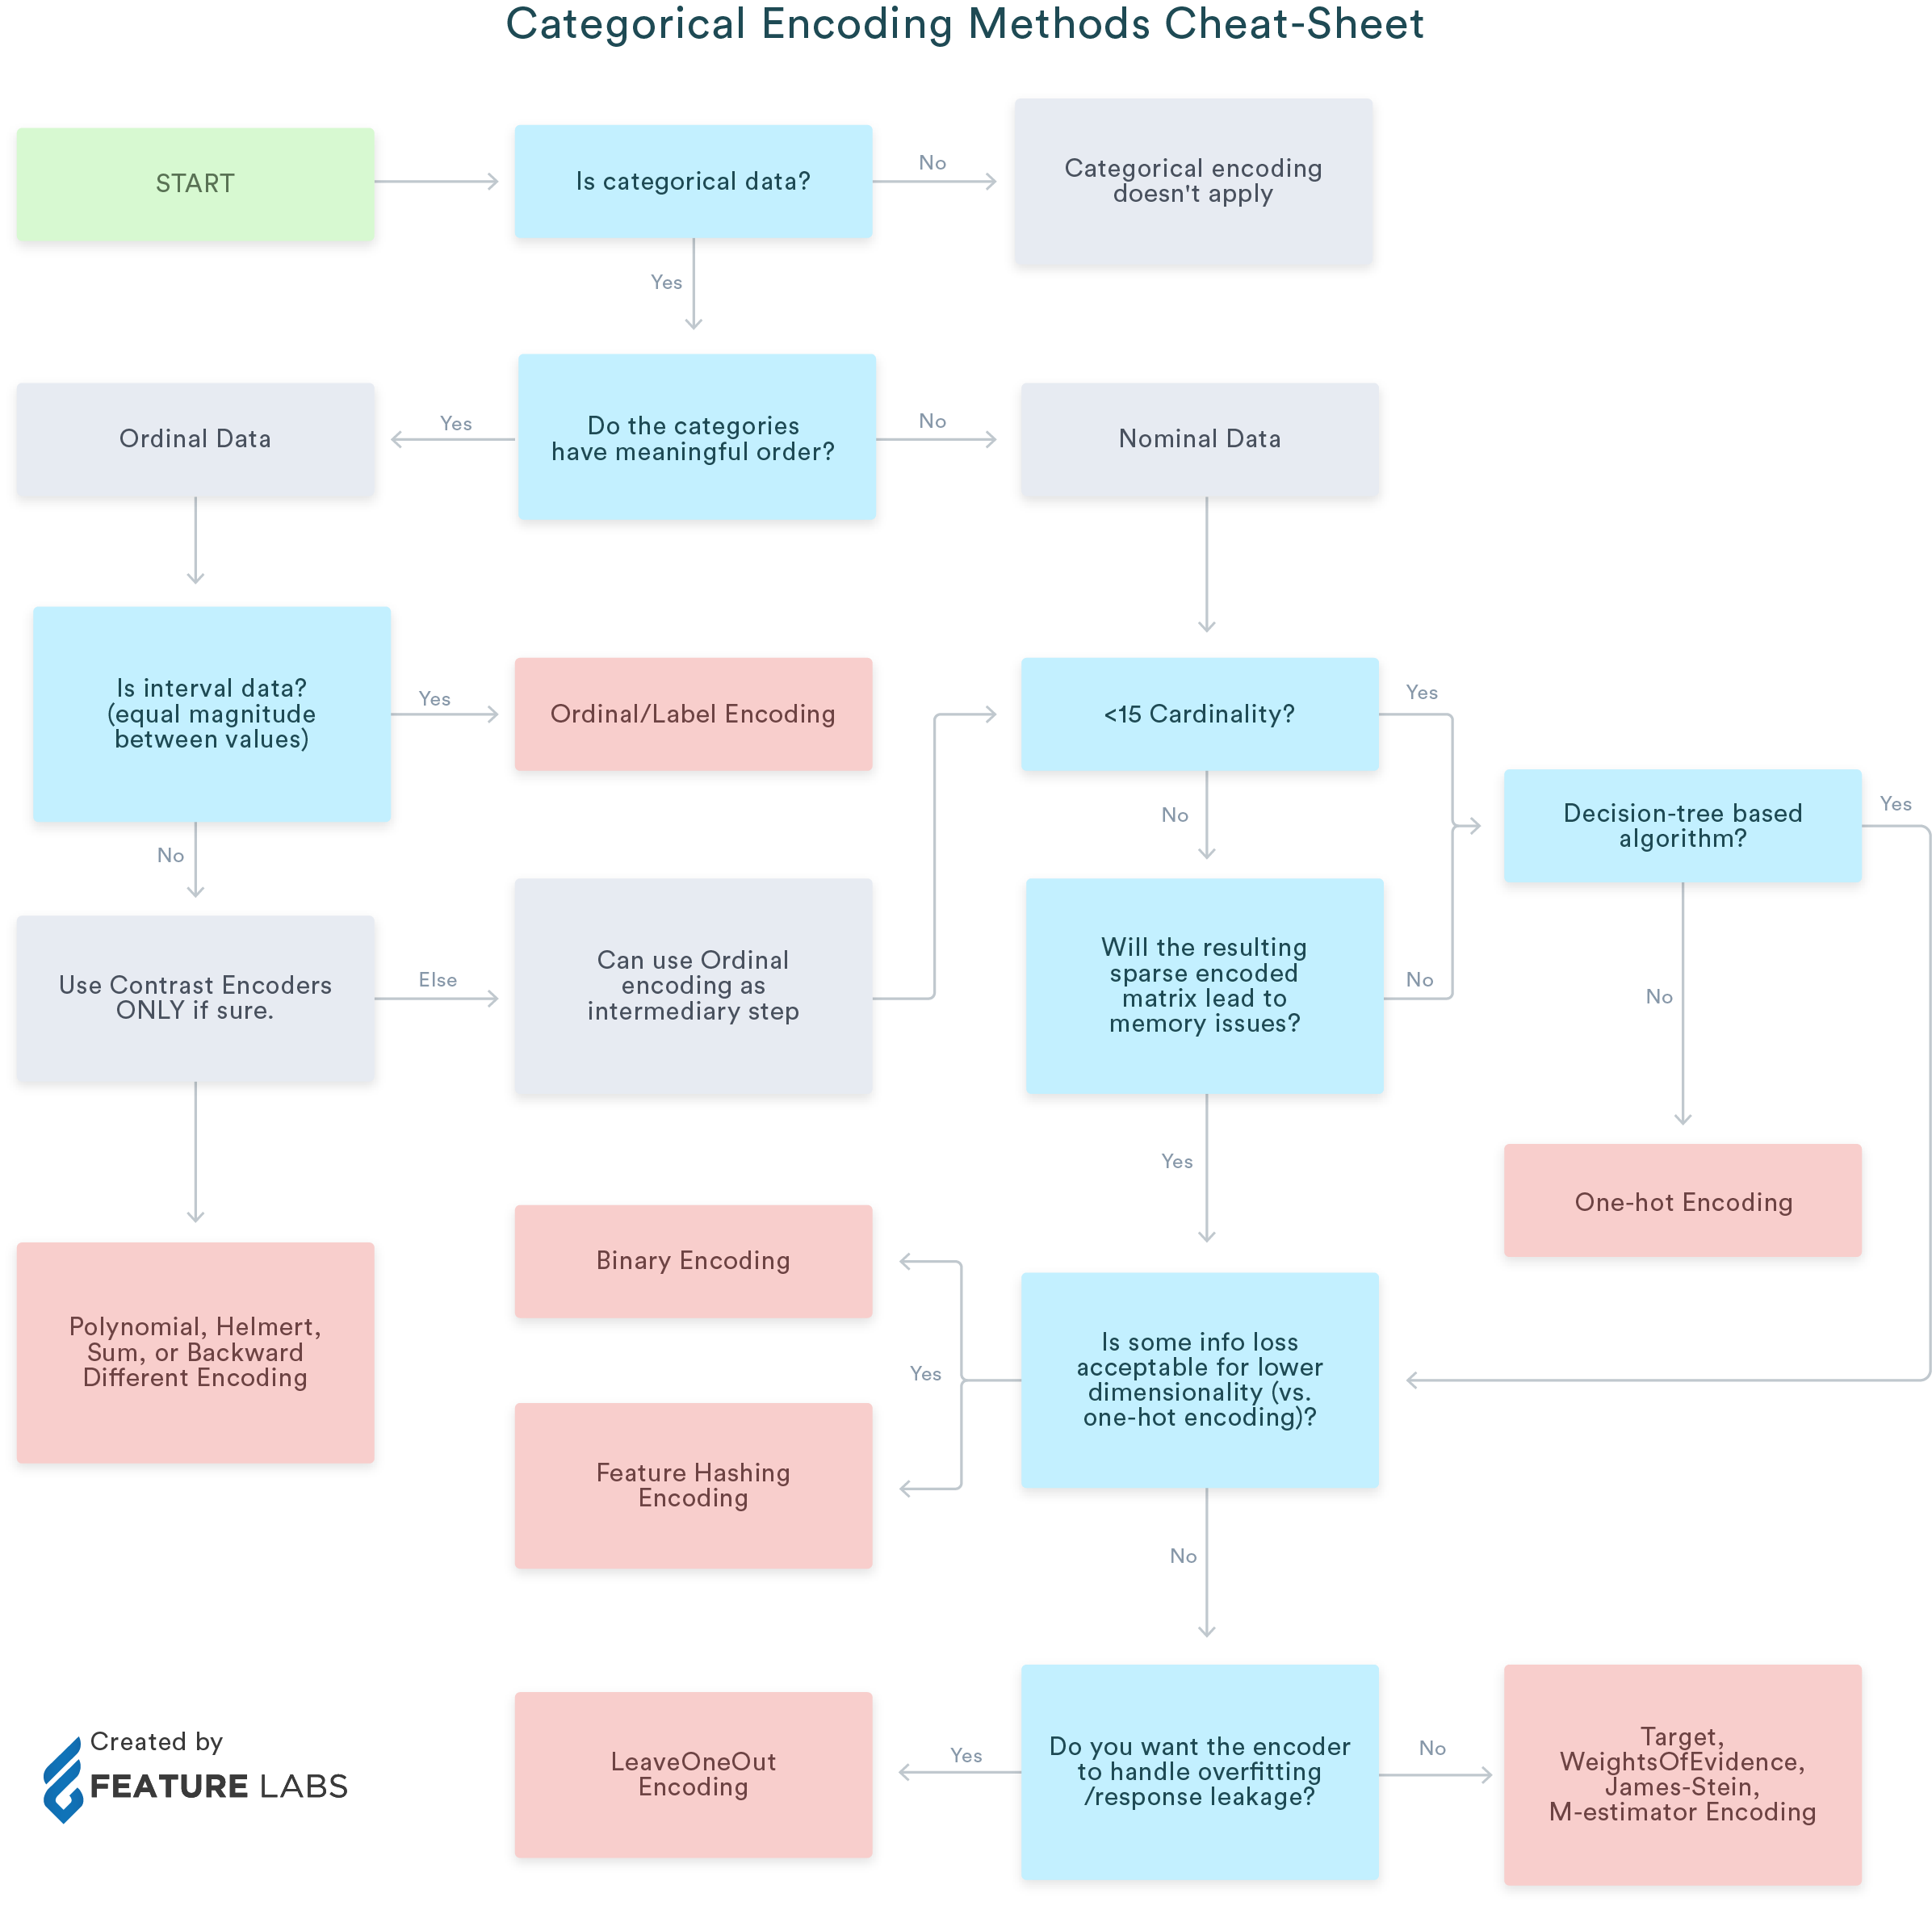 Categorical Encoding Methods Cheat-Sheet
START
Is categorical data?
No
Categorical encoding
doesn't apply
Yes
Ordinal Data
Yes
Do the categories
have meaningful order?
No
Nominal Data
Is interval data?
(equal magnitude
between values)
Yes
Ordinal/Label Encoding
<15 Cardinality?
Yes
No
No
Decision-tree based
algorithm?
Yes
Use Contrast Encoders
ONLY if sure.
Else
Can use Ordinal
encoding as
intermediary step
Will the resulting
sparse encoded
matrix lead to
memory issues?
No
No
Yes
One-hot Encoding
Polynomial, Helmert,
Sum, or Backward
Different Encoding
Binary Encoding
Yes
Feature Hashing
Encoding
Is some info loss
acceptable for lower
dimensionality (vs.
one-hot encoding)?
No
Created by
FEATURE LABS
LeaveOneOut
Encoding
Yes
Do you want the encoder
to handle overfitting
/response leakage?
No
Target,
WeightsOfEvidence,
James-Stein,
M-estimator Encoding